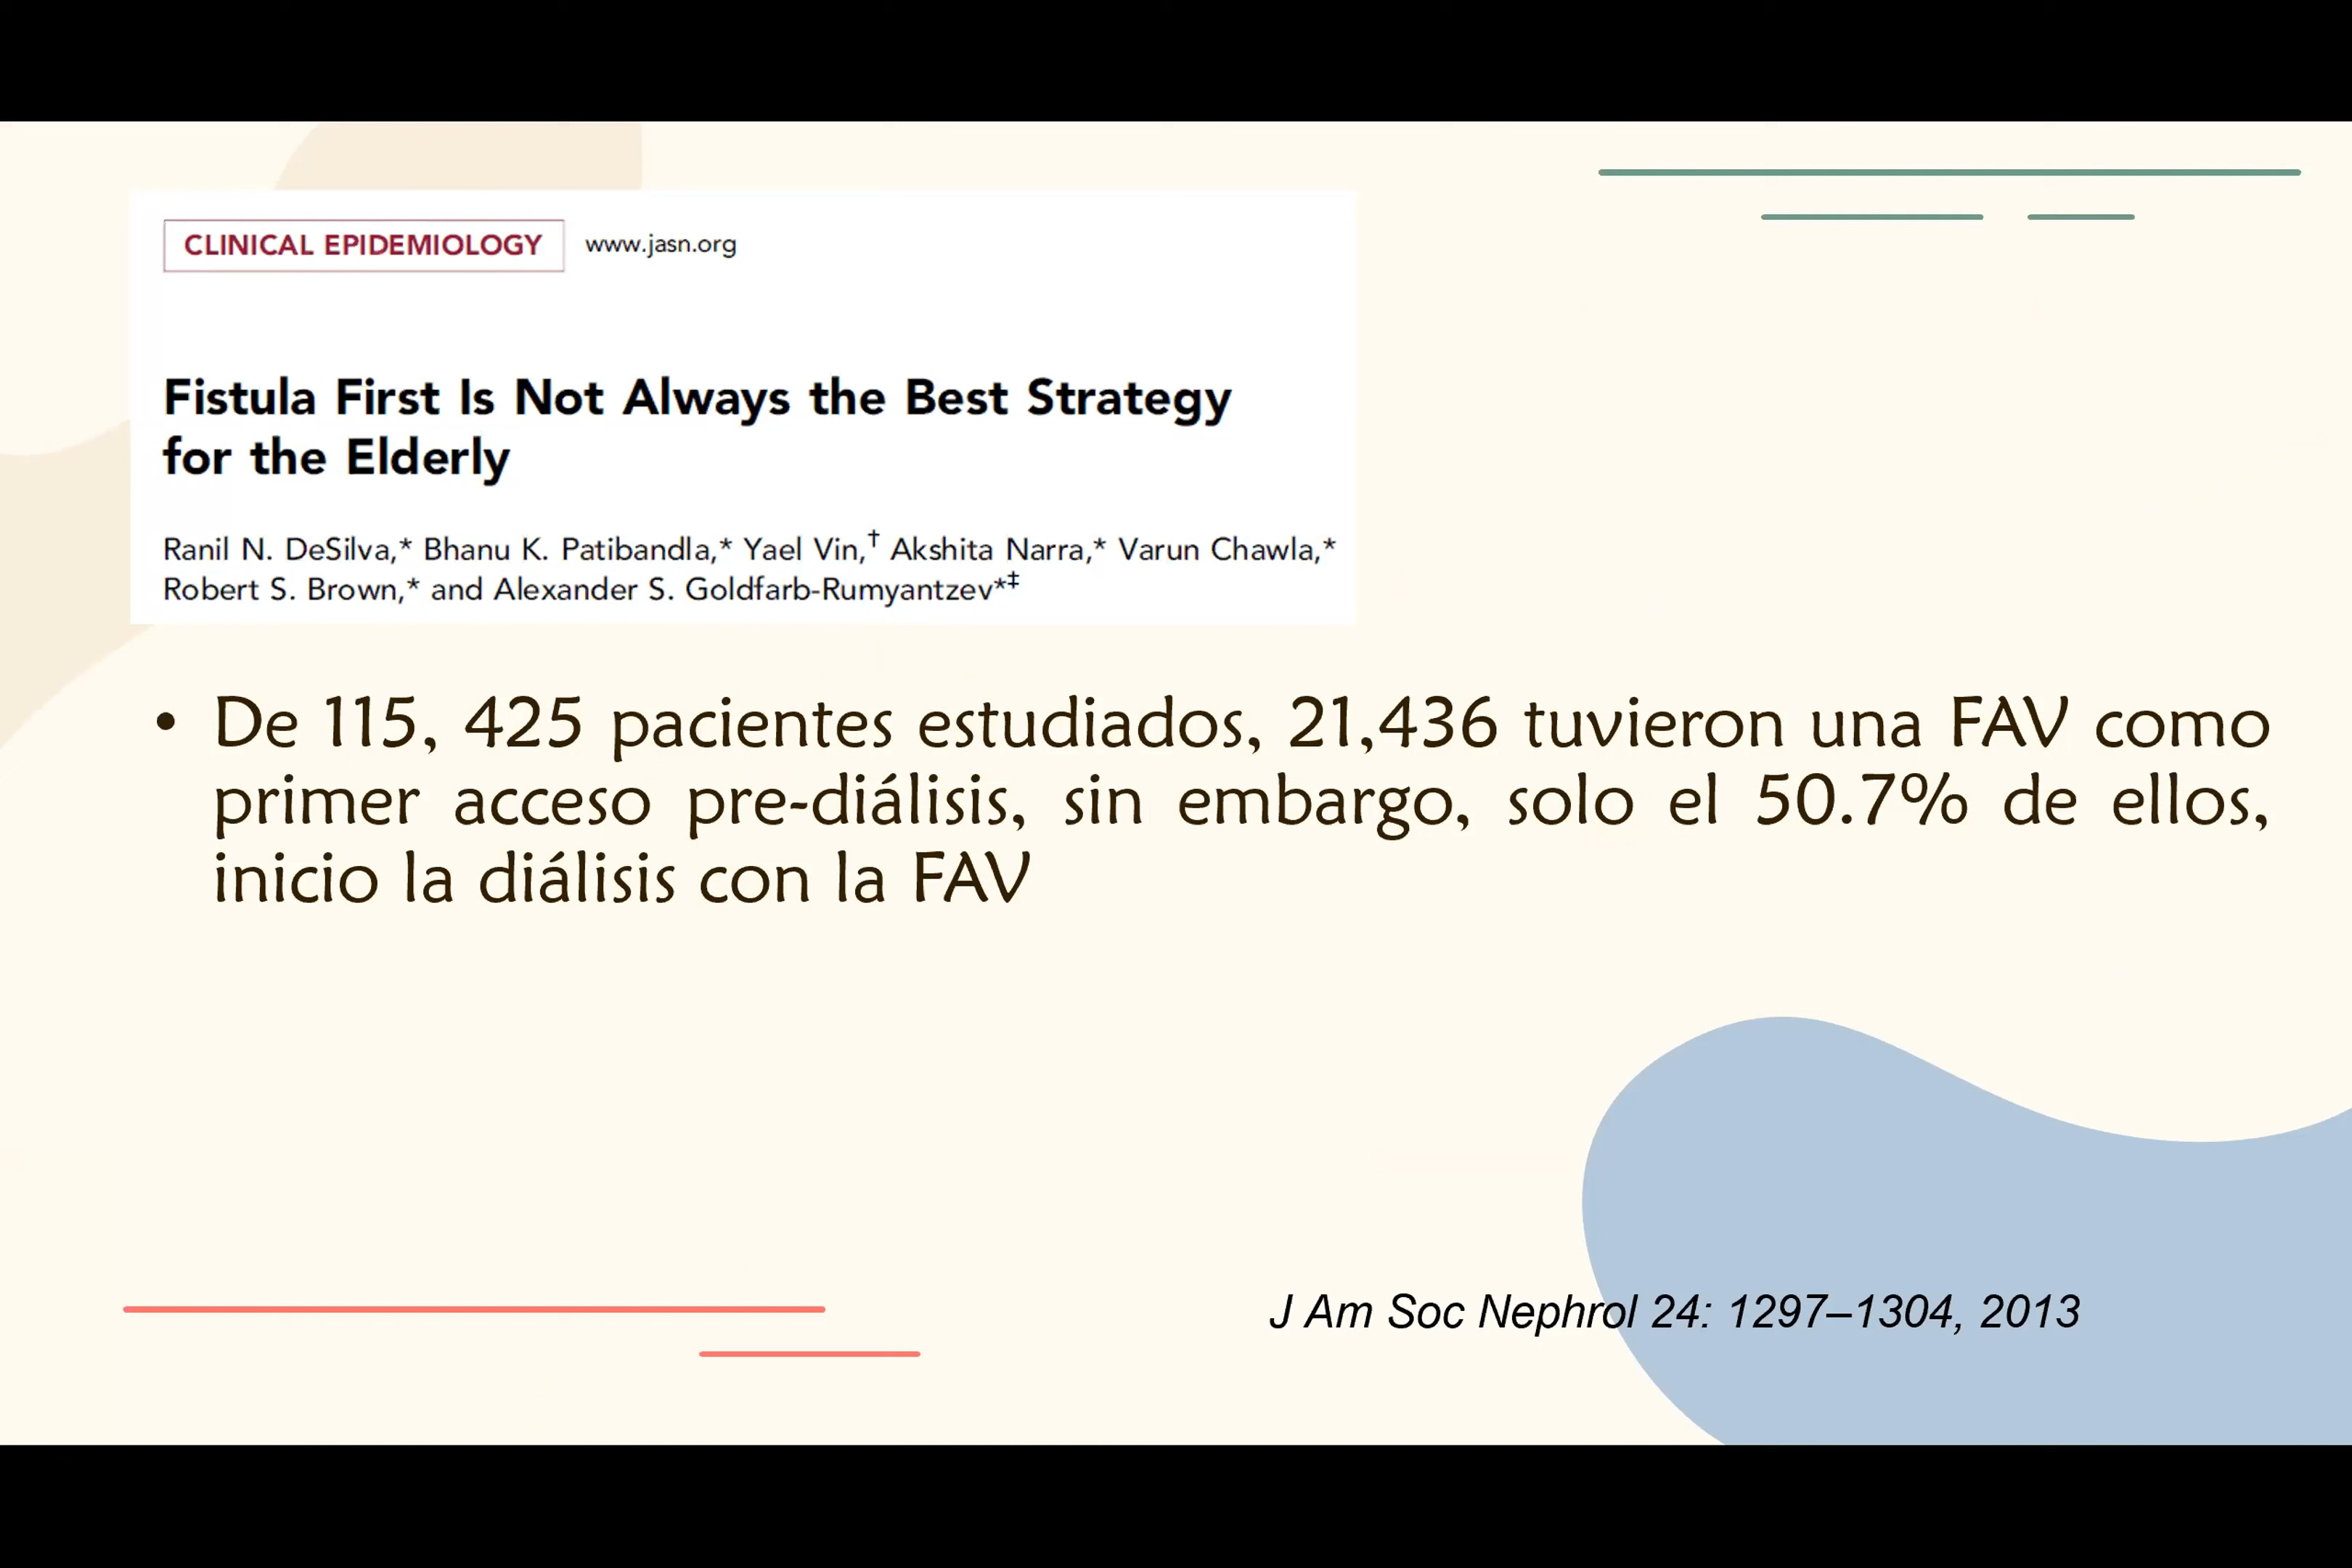 CLINICAL EPIDEMIOLOGY www.jasn.org
Fistula First Is Not Always the Best Strategy
for the Elderly
Ranil N. DeSilva,* Bhanu K. Patibandla,* Yael Vin,† Akshita Narra,* Varun Chawla,*
Robert S. Brown,* and Alexander S. Goldfarb-Rumyantzev*‡
• De 115, 425 pacientes estudiados, 21,436 tuvieron una FAV como
primer acceso pre-diálisis, sin embargo, solo el 50.7% de ellos,
inicio la diálisis con la FAV
J Am Soc Nephrol 24: 1297–1304, 2013